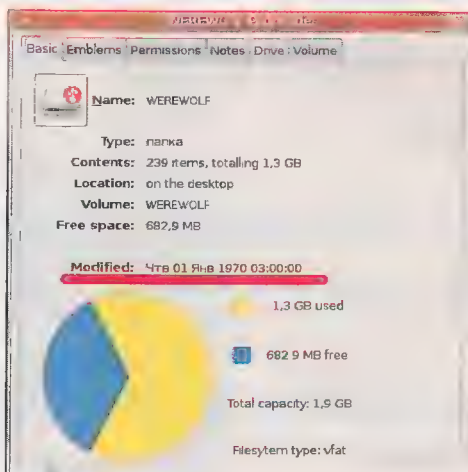 Basic Emblems Permissions Notes Drive Volume
Name: WEREWOLF
Type: папка
Contents: 239 items, totalling 1,3 GB
Location: on the desktop
Volume: WEREWOLF
Free space: 682,9 MB
Modified: Чтв 01 Янв 1970 03:00:00
1,3 GB used
682 9 MB free
Total capacity: 1,9 GB
Filesytem type: vfat